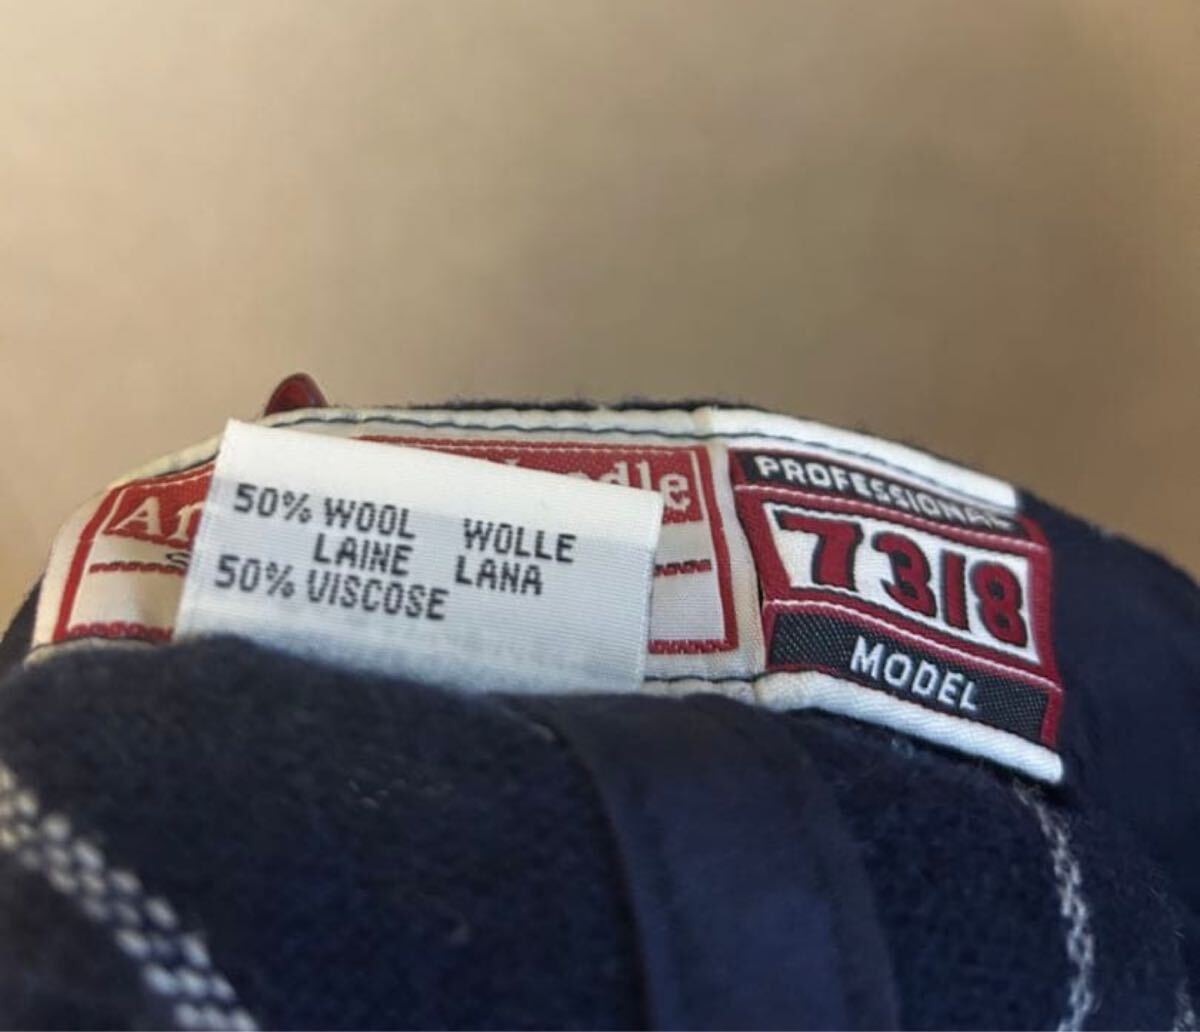 50% WOOL WOLLE
LAINE LANA
50% VISCOSE
PROFESSIONAL
7318
MODEL